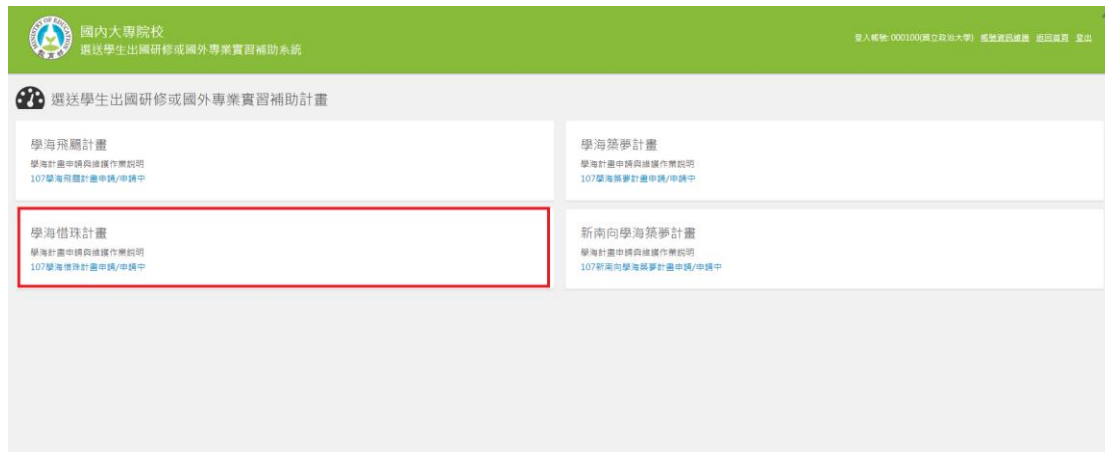 MINISTRY OF EDUCATION
國內大專院校
選送學生出國研修或國外專業實習補助系統
登入帳號:000100(國立政治大學) 帳號資訊維護 返回首頁 登出
選送學生出國研修或國外專業實習補助計畫
學海飛颺計畫
學海計畫申請與維護作業說明
107學海飛颺計畫申請/申請中
學海築夢計畫
學海計畫申請與維護作業說明
107學海築夢計畫申請/申請中
學海惜珠計畫
學海計畫申請與維護作業說明
107學海惜珠計畫申請/申請中
新南向學海築夢計畫
學海計畫申請與維護作業說明
107新南向學海築夢計畫申請/申請中